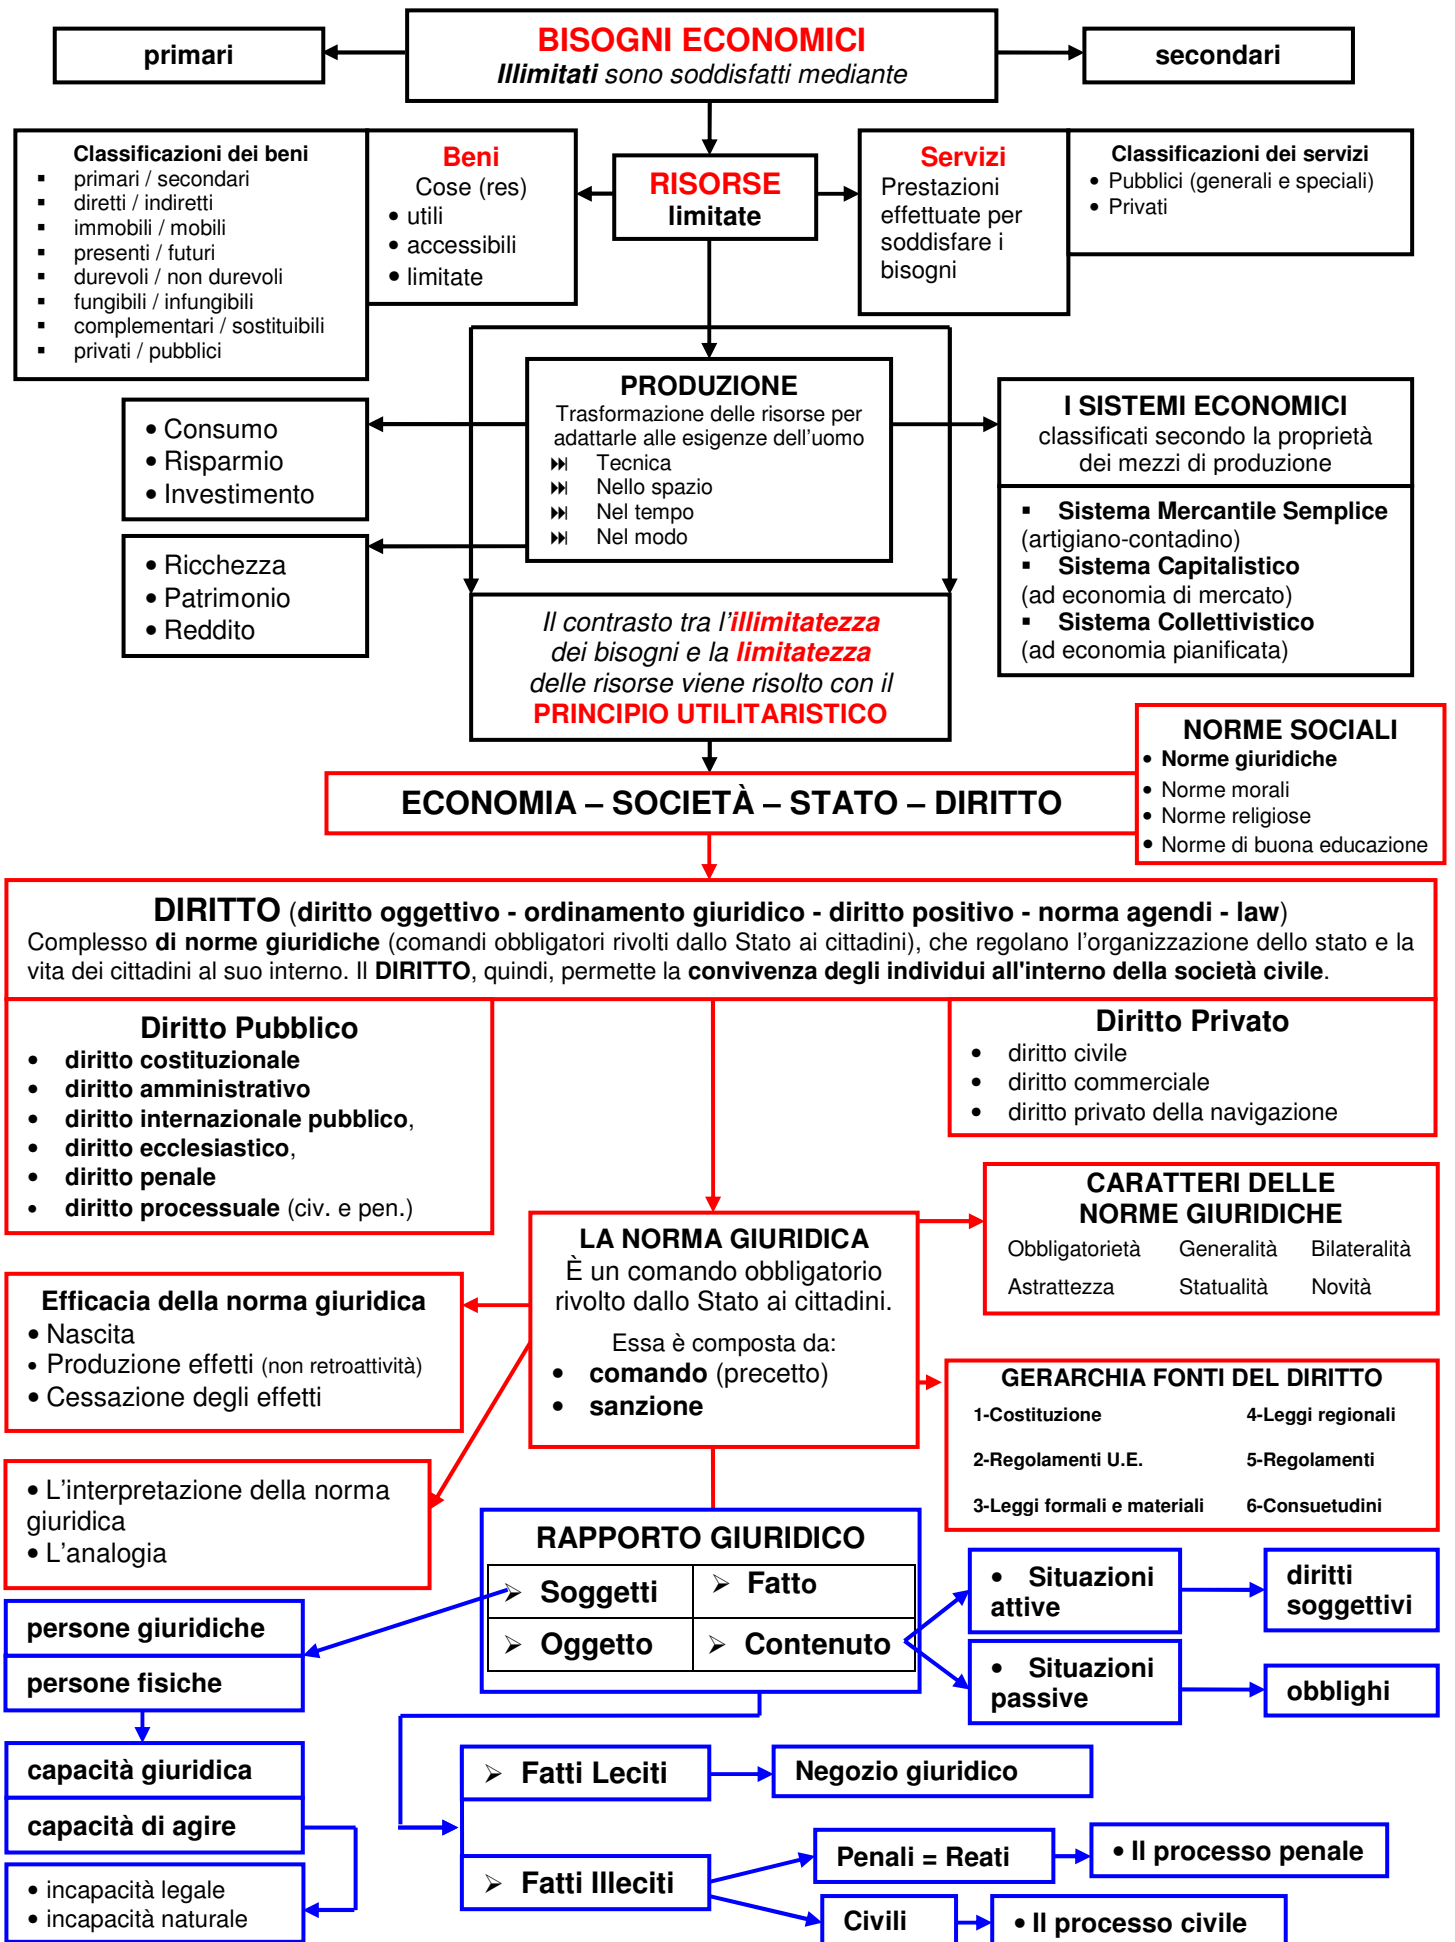 BISOGNI ECONOMICI
Illimitati sono soddisfatti mediante
primari
secondari
Classificazioni dei beni
▪ primari / secondari
▪ diretti / indiretti
▪ immobili / mobili
▪ presenti / futuri
▪ durevoli / non durevoli
▪ fungibili / infungibili
▪ complementari / sostituibili
▪ privati / pubblici
Beni
Cose (res)
• utili
• accessibili
• limitate
RISORSE
limitate
Servizi
Prestazioni
effettuate per
soddisfare i
bisogni
Classificazioni dei servizi
• Pubblici (generali e speciali)
• Privati
PRODUZIONE
Trasformazione delle risorse per
adattarle alle esigenze dell'uomo
Tecnica
Nello spazio
Nel tempo
Nel modo
• Consumo
• Risparmio
• Investimento
• Ricchezza
• Patrimonio
• Reddito
I SISTEMI ECONOMICI
classificati secondo la proprietà
dei mezzi di produzione
▪ Sistema Mercantile Semplice
(artigiano-contadino)
▪ Sistema Capitalistico
(ad economia di mercato)
▪ Sistema Collettivistico
(ad economia pianificata)
Il contrasto tra l'illimitatezza
dei bisogni e la limitatezza
delle risorse viene risolto con il
PRINCIPIO UTILITARISTICO
NORME SOCIALI
• Norme giuridiche
• Norme morali
• Norme religiose
• Norme di buona educazione
ECONOMIA – SOCIETÀ – STATO – DIRITTO
DIRITTO (diritto oggettivo - ordinamento giuridico - diritto positivo - norma agendi - law)
Complesso di norme giuridiche (comandi obbligatori rivolti dallo Stato ai cittadini), che regolano l'organizzazione dello stato e la
vita dei cittadini al suo interno. Il DIRITTO, quindi, permette la convivenza degli individui all'interno della società civile.
Diritto Pubblico
• diritto costituzionale
• diritto amministrativo
• diritto internazionale pubblico,
• diritto ecclesiastico,
• diritto penale
• diritto processuale (civ. e pen.)
Diritto Privato
• diritto civile
• diritto commerciale
• diritto privato della navigazione
LA NORMA GIURIDICA
È un comando obbligatorio
rivolto dallo Stato ai cittadini.
Essa è composta da:
• comando (precetto)
• sanzione
CARATTERI DELLE
NORME GIURIDICHE
Obbligatorietà Generalità Bilateralità
Astrattezza Statualità Novità
Efficacia della norma giuridica
• Nascita
• Produzione effetti (non retroattività)
• Cessazione degli effetti
GERARCHIA FONTI DEL DIRITTO
1-Costituzione 4-Leggi regionali
2-Regolamenti U.E. 5-Regolamenti
3-Leggi formali e materiali 6-Consuetudini
• L'interpretazione della norma
giuridica
• L'analogia
RAPPORTO GIURIDICO
➢ Soggetti ➢ Fatto
➢ Oggetto ➢ Contenuto
• Situazioni
attive
diritti
soggettivi
• Situazioni
passive
obblighi
persone giuridiche
persone fisiche
capacità giuridica
capacità di agire
• incapacità legale
• incapacità naturale
➢ Fatti Leciti
Negozio giuridico
➢ Fatti Illeciti
Penali = Reati
• Il processo penale
Civili
• Il processo civile